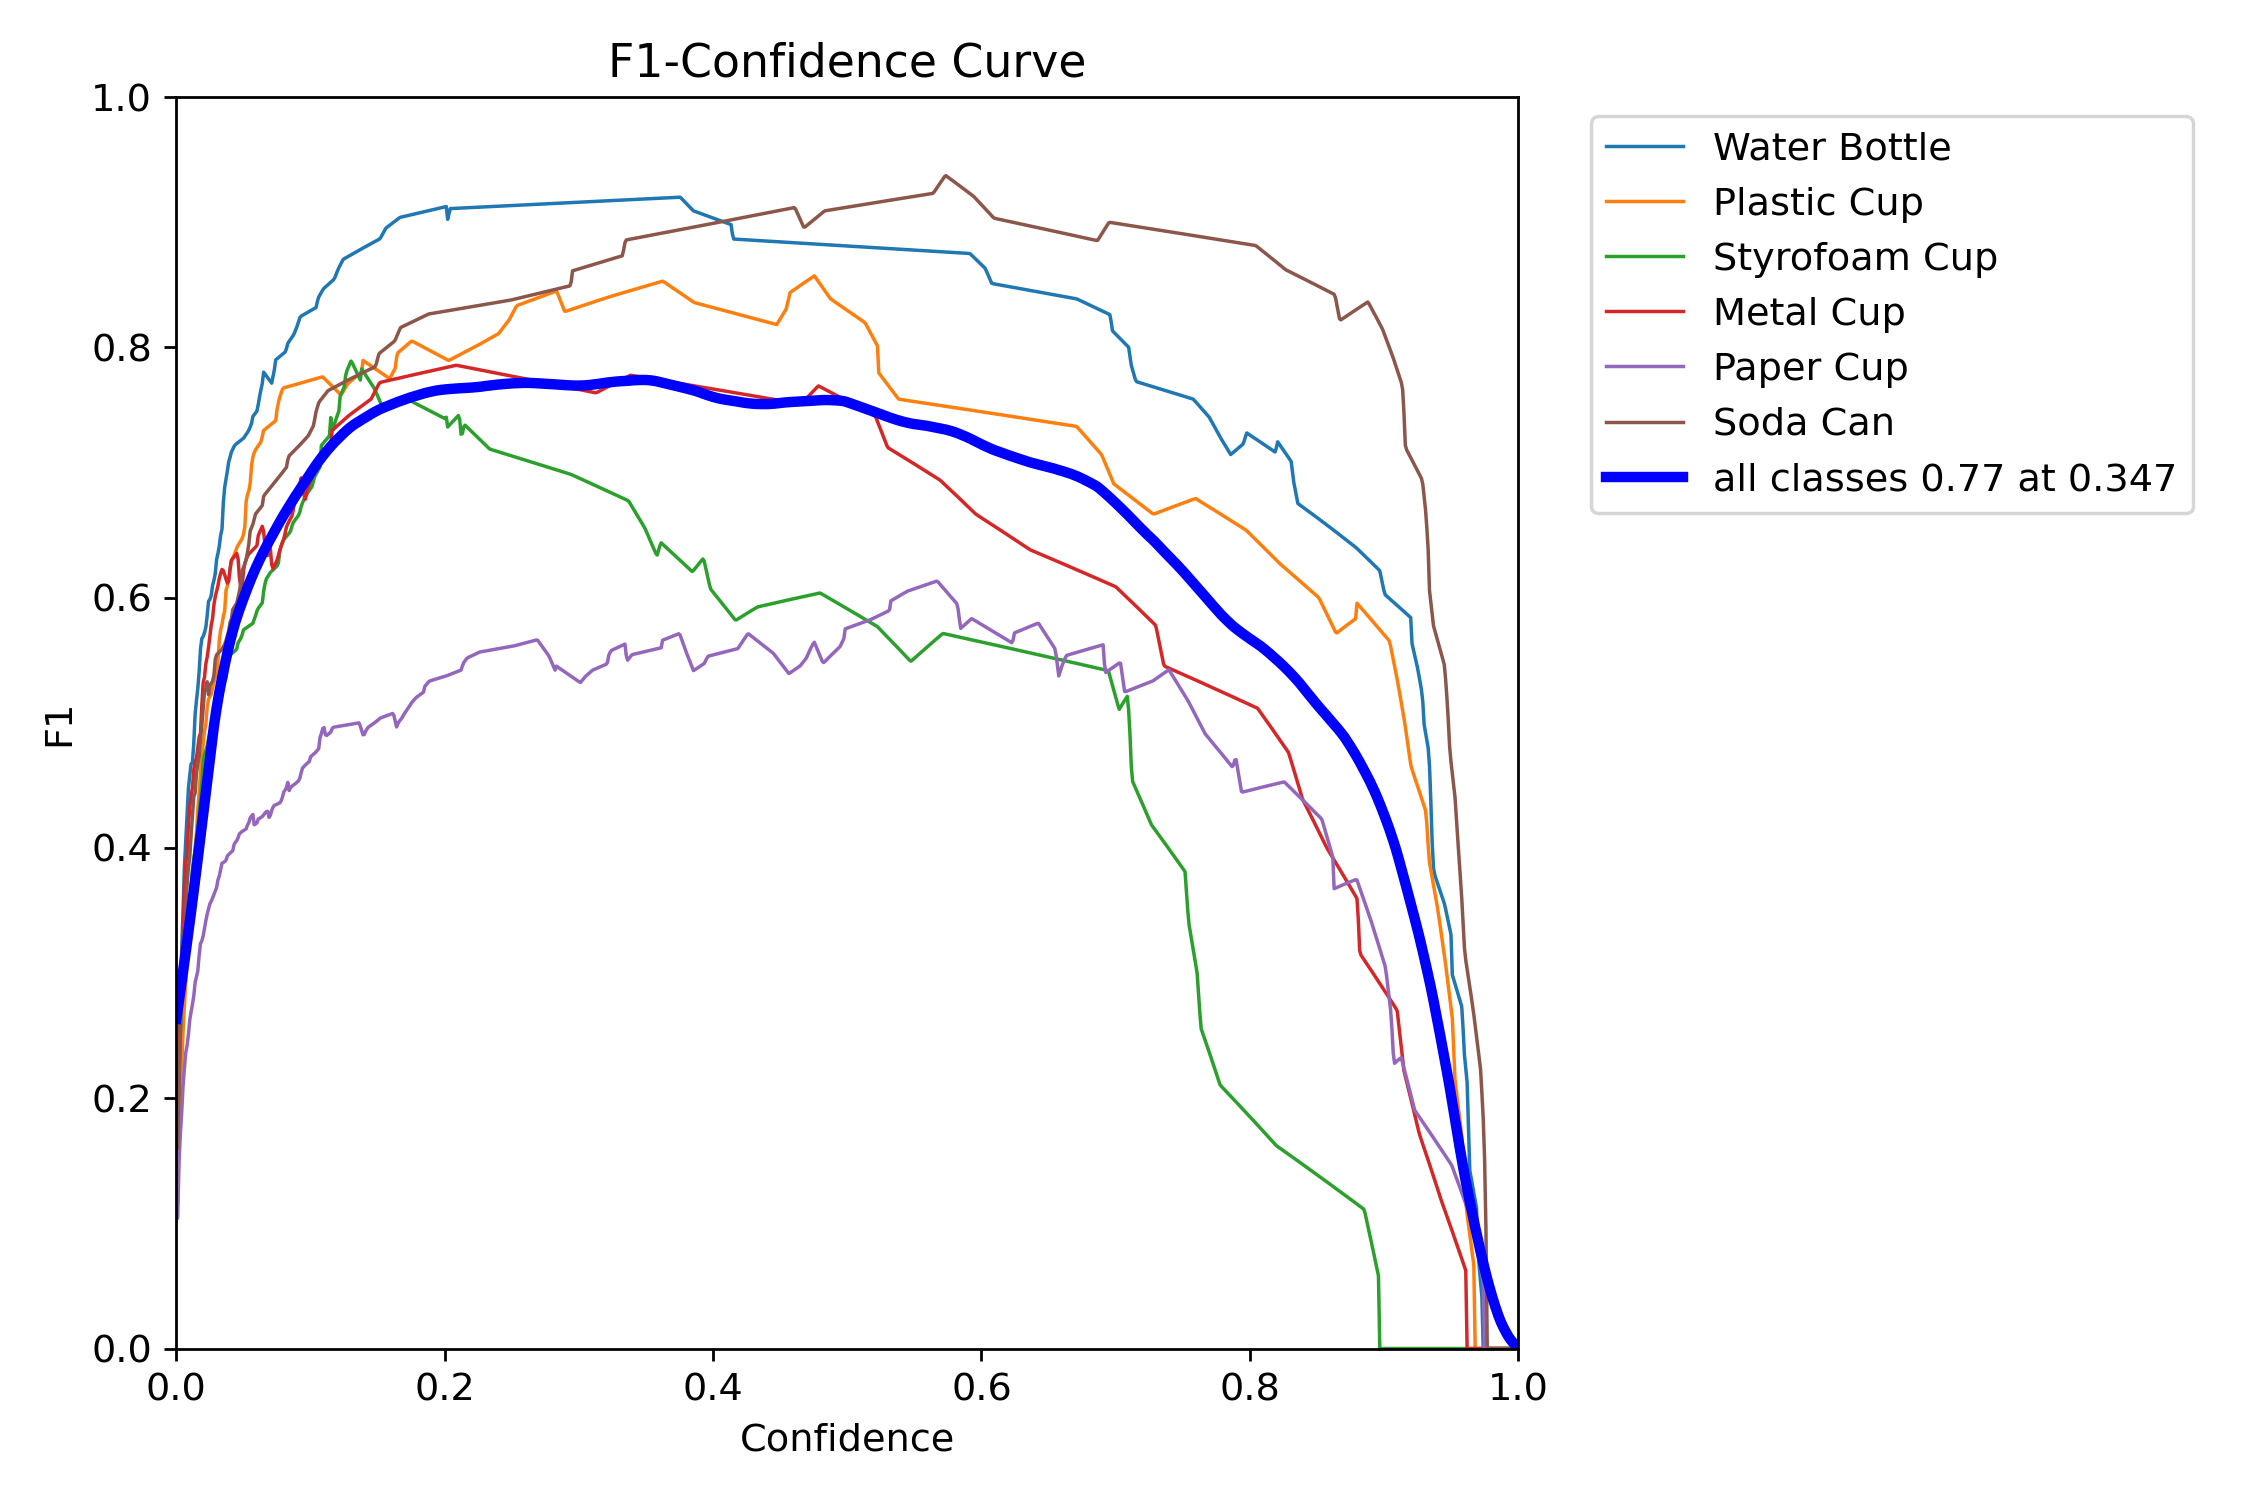 F1-Confidence Curve
1.0
0.8
0.6
0.4
0.2
0.0
F1
0.0 0.2 0.4 0.6 0.8 1.0
Confidence
Water Bottle
Plastic Cup
Styrofoam Cup
Metal Cup
Paper Cup
Soda Can
all classes 0.77 at 0.347